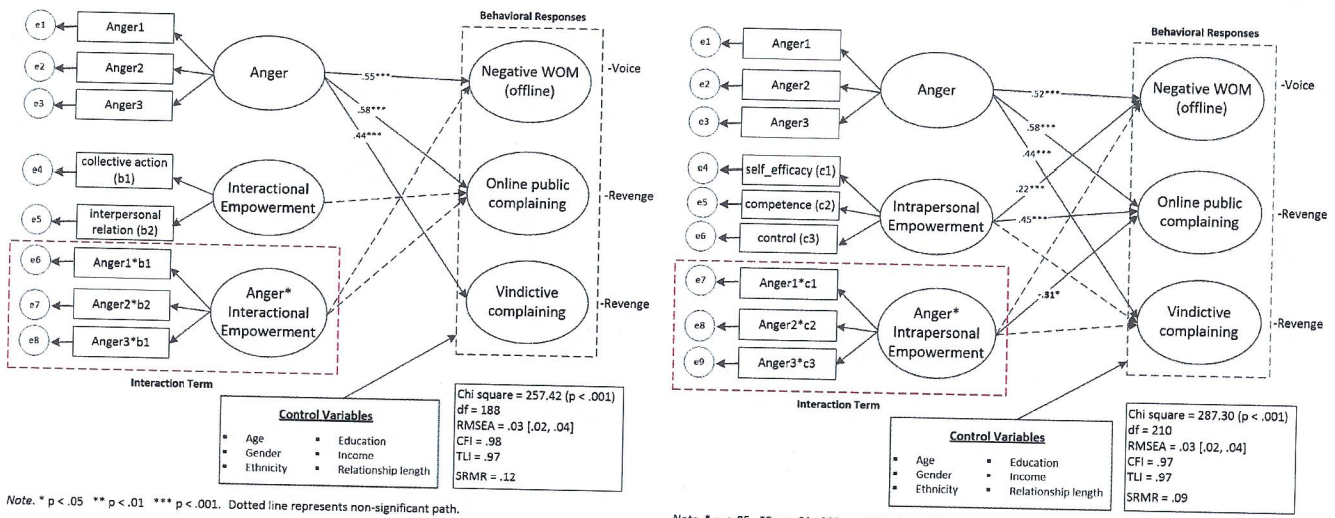 Behavioral Responses
e1
Anger1
e2
Anger2
e3
Anger3
Anger
.55***
.58***
.44***
Negative WOM
(offline)
-Voice
e4
collective action
(b1)
e5
interpersonal
relation (b2)
Interactional
Empowerment
Online public
complaining
-Revenge
e6
Anger1*b1
e7
Anger2*b2
e8
Anger3*b1
Anger*
Interactional
Empowerment
Vindictive
complaining
-Revenge
Interaction Term
Control Variables
Age
Gender
Ethnicity
Education
Income
Relationship length
Chi square = 257.42 (p < .001)
df = 188
RMSEA = .03 [.02, .04]
CFI = .98
TLI = .97
SRMR = .12
Note. * p < .05 ** p < .01 *** p < .001. Dotted line represents non-significant path.
Behavioral Responses
e1
Anger1
e2
Anger2
e3
Anger3
Anger
.52***
.58***
.44***
.22***
.45***
-.31*
Negative WOM
(offline)
-Voice
e4
self_efficacy (c1)
e5
competence (c2)
e6
control (c3)
Intrapersonal
Empowerment
Online public
complaining
-Revenge
e7
Anger1*c1
e8
Anger2*c2
e9
Anger3*c3
Anger*
Intrapersonal
Empowerment
Vindictive
complaining
-Revenge
Interaction Term
Control Variables
Age
Gender
Ethnicity
Education
Income
Relationship length
Chi square = 287.30 (p < .001)
df = 210
RMSEA = .03 [.02, .04]
CFI = .97
TLI = .97
SRMR = .09